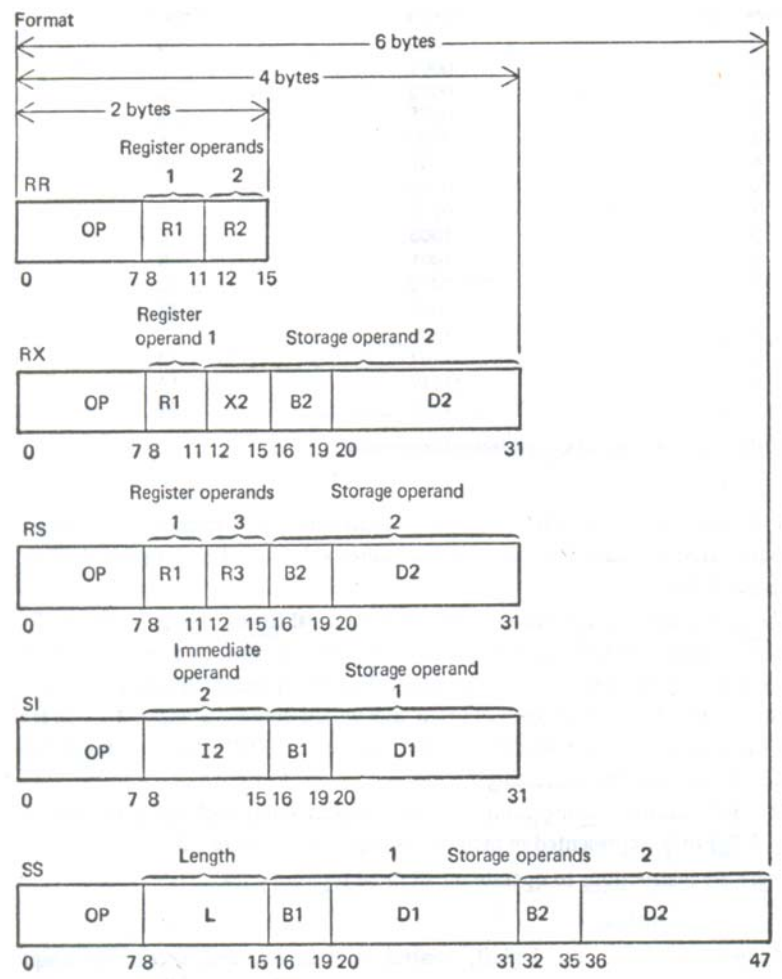 Format
6 bytes
4 bytes
2 bytes
Register operands
1 2
RR
OP R1 R2
0 7 8 11 12 15
Register
operand 1 Storage operand 2
RX
OP R1 X2 B2 D2
0 7 8 11 12 15 16 19 20 31
Register operands Storage operand
RS 1 3 2
OP R1 R3 B2 D2
0 7 8 11 12 15 16 19 20 31
Immediate
operand Storage operand
2 1
SI
OP I2 B1 D1
0 7 8 15 16 19 20 31
SS Length 1 Storage operands 2
OP L B1 D1 B2 D2
0 7 8 15 16 19 20 31 32 35 36 47